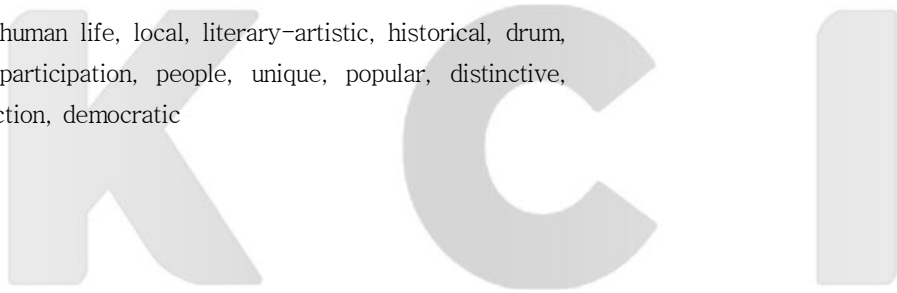 human life, local, literary-artistic, historical, drum,
participation, people, unique, popular, distinctive,
ction, democratic
K C I